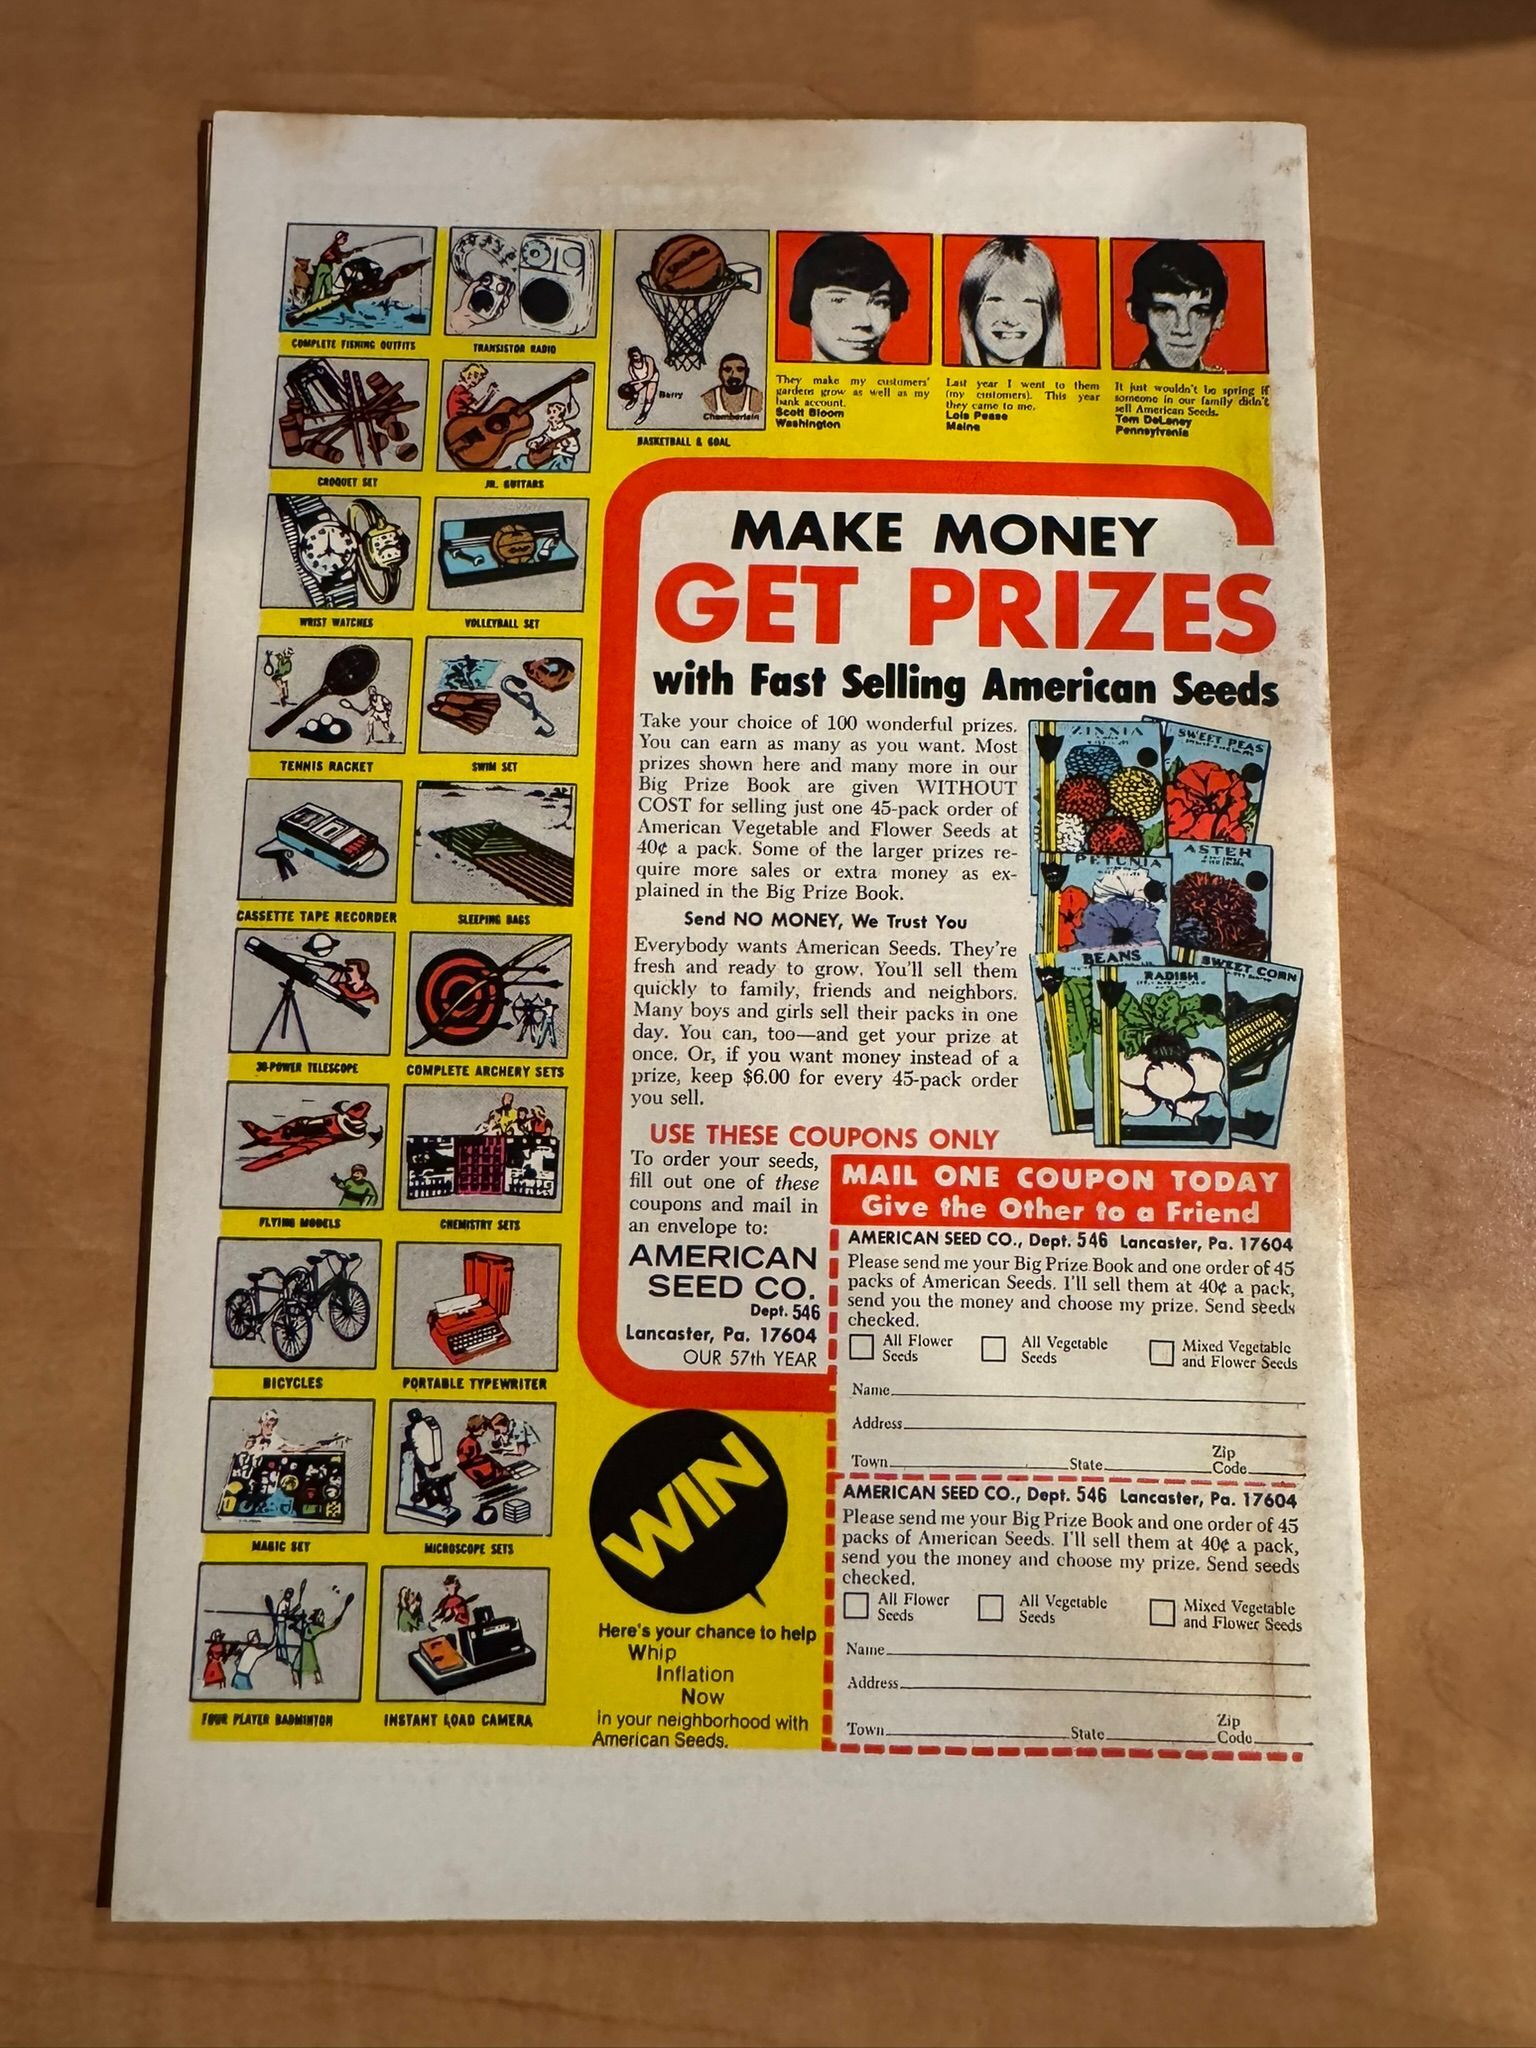 COMPLETE FISHING OUTFITS
TRANSISTOR RADIO
Barry
Chamberlain
BASKETBALL & GOAL
CROQUET SET
JR. GUITARS
WRIST WATCHES
VOLLEYBALL SET
TENNIS RACKET
SWIM SET
CASSETTE TAPE RECORDER
SLEEPING BAGS
30-POWER TELESCOPE
COMPLETE ARCHERY SETS
FLYING MODELS
CHEMISTRY SETS
BICYCLES
PORTABLE TYPEWRITER
MAGIC SET
MICROSCOPE SETS
FOUR PLAYER BADMINTON
INSTANT LOAD CAMERA
They make my customers'
gardens grow as well as my
bank account.
Scott Bloom
Washington
Last year I went to them
(my customers). This year
they came to me.
Lois Pease
Maine
It just wouldn't be spring if
someone in our family didn't
sell American Seeds.
Tom DeLaney
Pennsylvania
MAKE MONEY
GET PRIZES
with Fast Selling American Seeds
Take your choice of 100 wonderful prizes.
You can earn as many as you want. Most
prizes shown here and many more in our
Big Prize Book are given WITHOUT
COST for selling just one 45-pack order of
American Vegetable and Flower Seeds at
40¢ a pack. Some of the larger prizes re-
quire more sales or extra money as ex-
plained in the Big Prize Book.
Send NO MONEY, We Trust You
Everybody wants American Seeds. They're
fresh and ready to grow. You'll sell them
quickly to family, friends and neighbors.
Many boys and girls sell their packs in one
day. You can, too—and get your prize at
once. Or, if you want money instead of a
prize, keep $6.00 for every 45-pack order
you sell.
ZINNIA
SWEET PEAS
PETUNIA
ASTER
BEANS
RADISH
SWEET CORN
USE THESE COUPONS ONLY
To order your seeds,
fill out one of these
coupons and mail in
an envelope to:
AMERICAN
SEED CO.
Dept. 546
Lancaster, Pa. 17604
OUR 57th YEAR
MAIL ONE COUPON TODAY
Give the Other to a Friend
AMERICAN SEED CO., Dept. 546 Lancaster, Pa. 17604
Please send me your Big Prize Book and one order of 45
packs of American Seeds. I'll sell them at 40¢ a pack,
send you the money and choose my prize. Send seeds
checked.
All Flower Seeds
All Vegetable Seeds
Mixed Vegetable and Flower Seeds
Name
Address
Town State Zip Code
AMERICAN SEED CO., Dept. 546 Lancaster, Pa. 17604
Please send me your Big Prize Book and one order of 45
packs of American Seeds. I'll sell them at 40¢ a pack,
send you the money and choose my prize. Send seeds
checked.
All Flower Seeds
All Vegetable Seeds
Mixed Vegetable and Flower Seeds
Name
Address
Town State Zip Code
WIN
Here's your chance to help
Whip
Inflation
Now
in your neighborhood with
American Seeds.